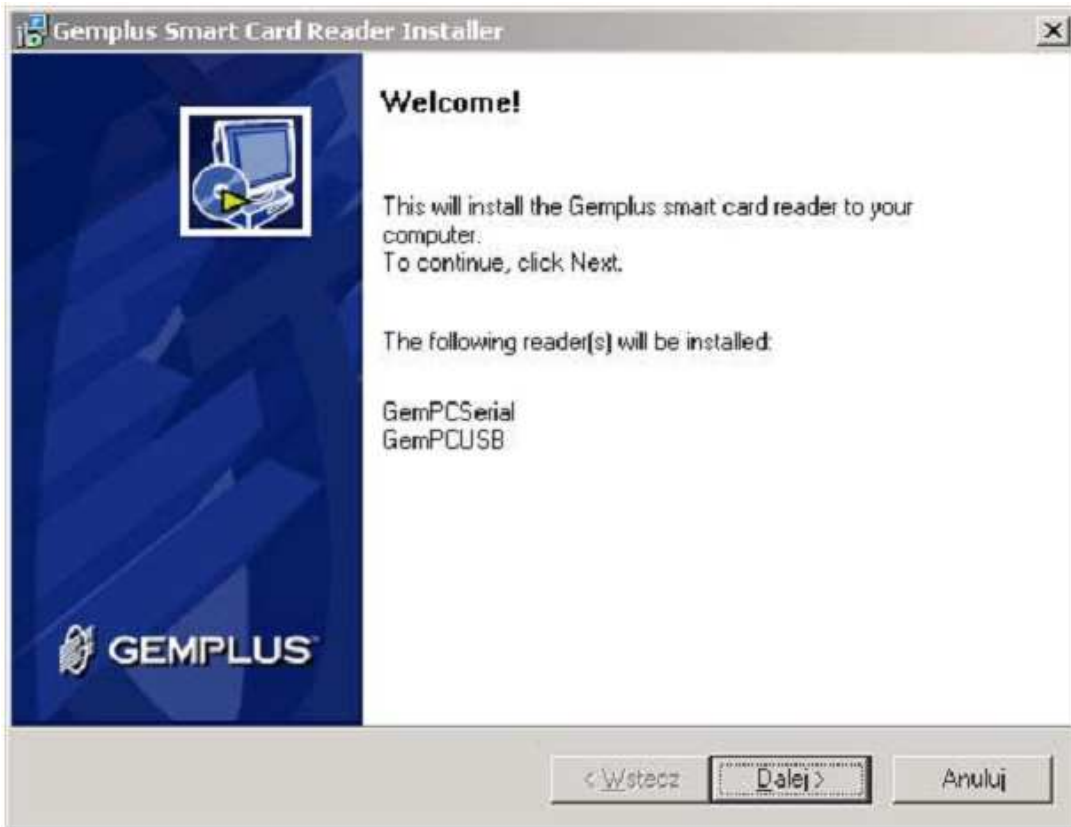 Gemplus Smart Card Reader Installer
Welcome!
This will install the Gemplus smart card reader to your
computer.
To continue, click Next.
The following reader(s) will be installed:
GemPCSerial
GemPCUSB
GEMPLUS™
< Wstecz
Dalej >
Anuluj